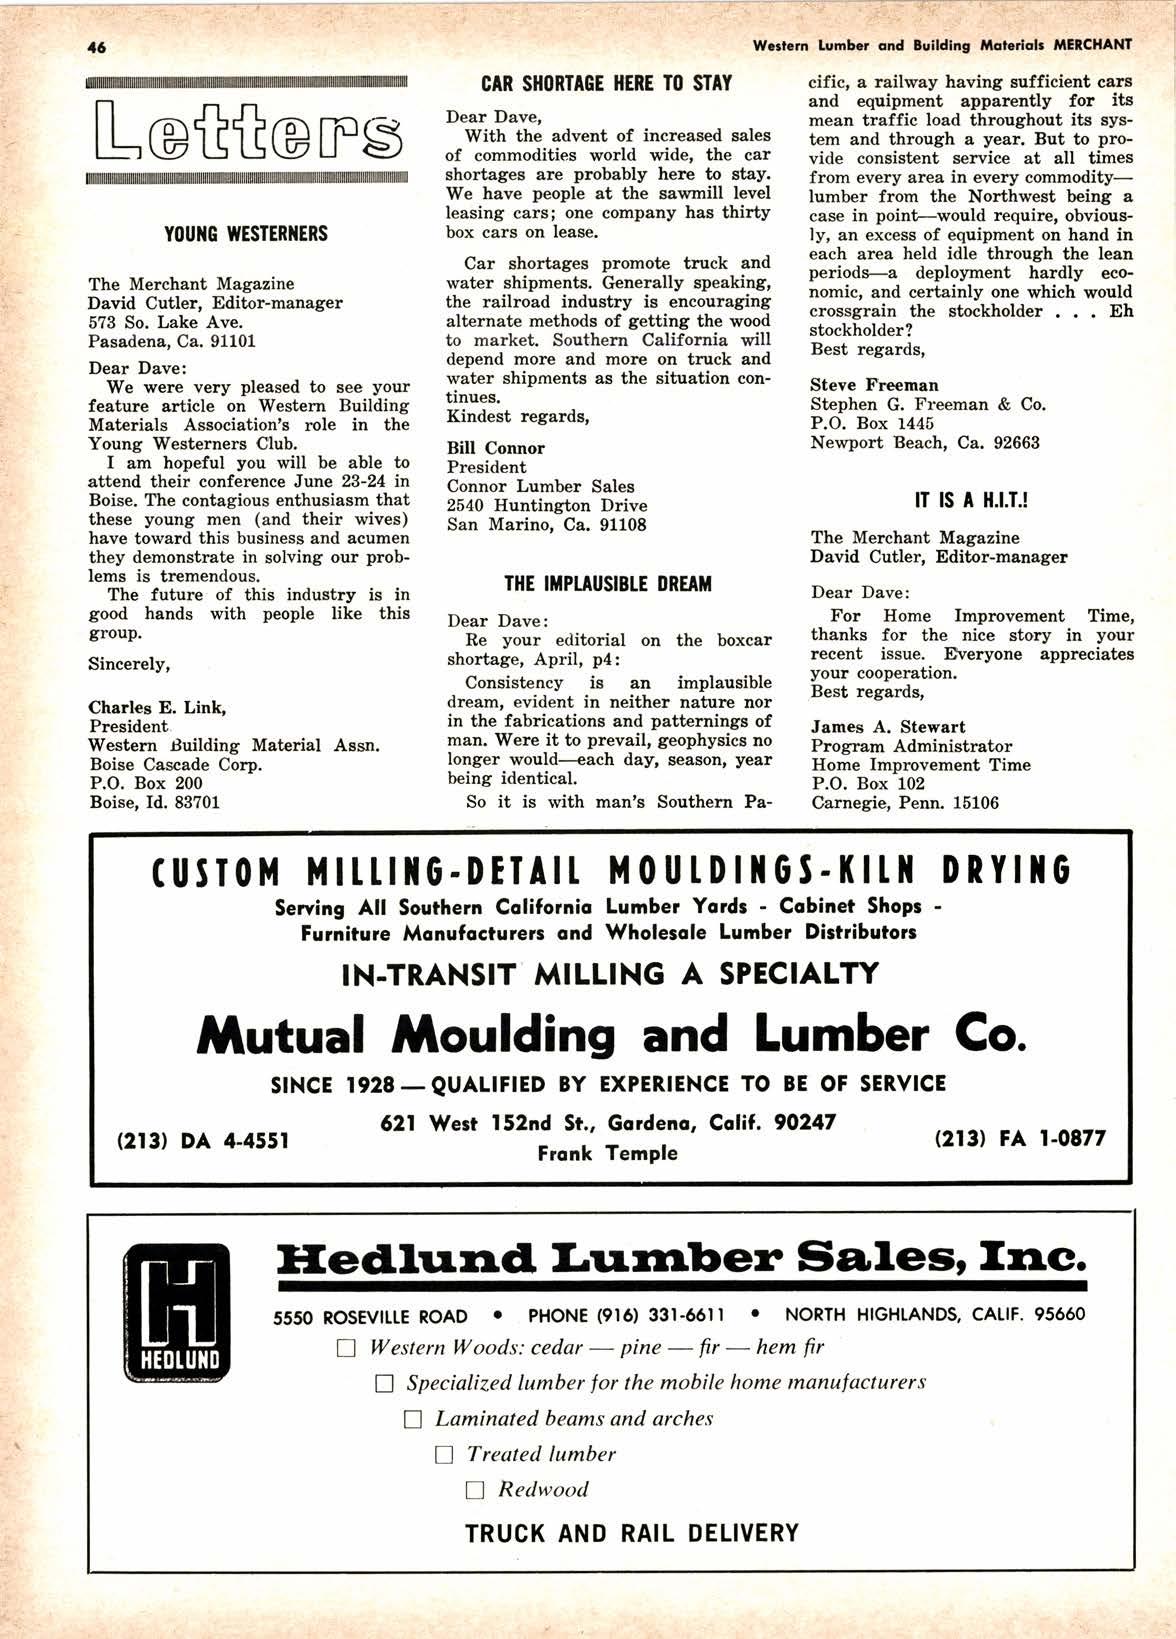 46
Western Lumber and Building Materials MERCHANT
Letters
YOUNG WESTERNERS
The Merchant Magazine
David Cutler, Editor-manager
573 So. Lake Ave.
Pasadena, Ca. 91101
Dear Dave:
We were very pleased to see your
feature article on Western Building
Materials Association's role in the
Young Westerners Club.
I am hopeful you will be able to
attend their conference June 23-24 in
Boise. The contagious enthusiasm that
these young men (and their wives)
have toward this business and acumen
they demonstrate in solving our prob-
lems is tremendous.
The future of this industry is in
good hands with people like this
group.
Sincerely,
Charles E. Link,
President
Western Building Material Assn.
Boise Cascade Corp.
P.O. Box 200
Boise, Id. 83701
CAR SHORTAGE HERE TO STAY
Dear Dave,
With the advent of increased sales
of commodities world wide, the car
shortages are probably here to stay.
We have people at the sawmill level
leasing cars; one company has thirty
box cars on lease.
Car shortages promote truck and
water shipments. Generally speaking,
the railroad industry is encouraging
alternate methods of getting the wood
to market. Southern California will
depend more and more on truck and
water shipments as the situation con-
tinues.
Kindest regards,
Bill Connor
President
Connor Lumber Sales
2540 Huntington Drive
San Marino, Ca. 91108
THE IMPLAUSIBLE DREAM
Dear Dave:
Re your editorial on the boxcar
shortage, April, p4:
Consistency is an implausible
dream, evident in neither nature nor
in the fabrications and patternings of
man. Were it to prevail, geophysics no
longer would—each day, season, year
being identical.
So it is with man's Southern Pa-
cific, a railway having sufficient cars
and equipment apparently for its
mean traffic load throughout its sys-
tem and through a year. But to pro-
vide consistent service at all times
from every area in every commodity—
lumber from the Northwest being a
case in point—would require, obvious-
ly, an excess of equipment on hand in
each area held idle through the lean
periods—a deployment hardly eco-
nomic, and certainly one which would
crossgrain the stockholder . . . Eh
stockholder?
Best regards,
Steve Freeman
Stephen G. Freeman & Co.
P.O. Box 1445
Newport Beach, Ca. 92663
IT IS A H.I.T.!
The Merchant Magazine
David Cutler, Editor-manager
Dear Dave:
For Home Improvement Time,
thanks for the nice story in your
recent issue. Everyone appreciates
your cooperation.
Best regards,
James A. Stewart
Program Administrator
Home Improvement Time
P.O. Box 102
Carnegie, Penn. 15106
CUSTOM MILLING-DETAIL MOULDINGS-KILN DRYING
Serving All Southern California Lumber Yards - Cabinet Shops -
Furniture Manufacturers and Wholesale Lumber Distributors
IN-TRANSIT MILLING A SPECIALTY
Mutual Moulding and Lumber Co.
SINCE 1928 — QUALIFIED BY EXPERIENCE TO BE OF SERVICE
621 West 152nd St., Gardena, Calif. 90247
(213) DA 4-4551
Frank Temple
(213) FA 1-0877
H
HEDLUND
Hedlund Lumber Sales, Inc.
5550 ROSEVILLE ROAD • PHONE (916) 331-6611 • NORTH HIGHLANDS, CALIF. 95660
□ Western Woods: cedar — pine — fir — hem fir
□ Specialized lumber for the mobile home manufacturers
□ Laminated beams and arches
□ Treated lumber
□ Redwood
TRUCK AND RAIL DELIVERY